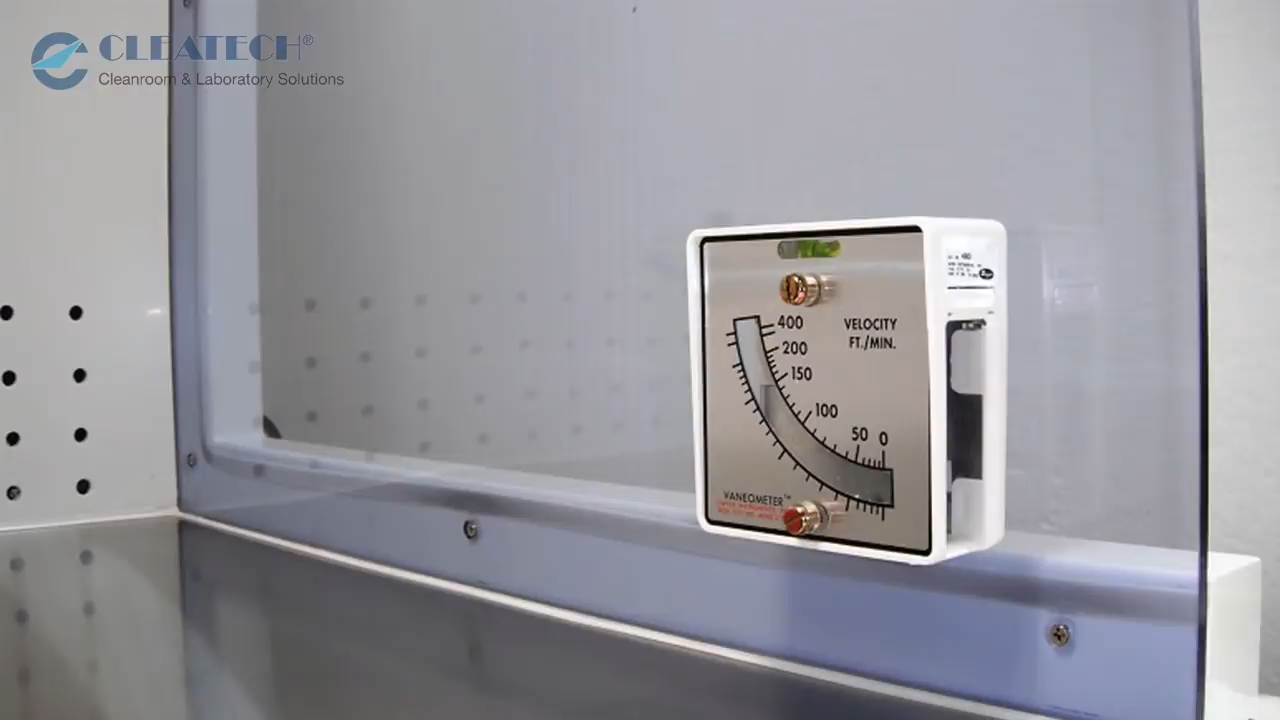 CLEATECH®
Cleanroom & Laboratory Solutions
400
VELOCITY
FT./MIN.
200
150
100
50 0
VANEOMETER™